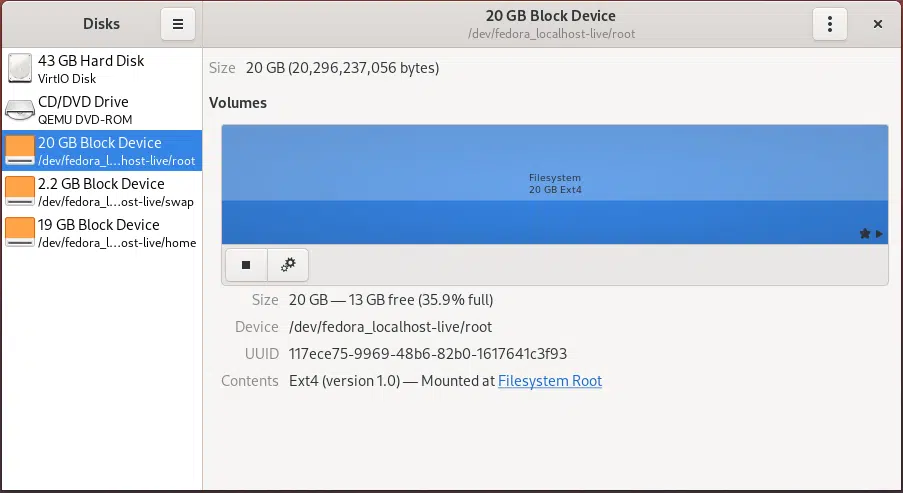 Disks
20 GB Block Device
/dev/fedora_localhost-live/root
43 GB Hard Disk
VirtIO Disk
CD/DVD Drive
QEMU DVD-ROM
20 GB Block Device
/dev/fedora_l...host-live/root
2.2 GB Block Device
/dev/fedora_l...ost-live/swap
19 GB Block Device
/dev/fedora_l...ost-live/home
Size 20 GB (20,296,237,056 bytes)
Volumes
Filesystem
20 GB Ext4
Size 20 GB — 13 GB free (35.9% full)
Device /dev/fedora_localhost-live/root
UUID 117ece75-9969-48b6-82b0-1617641c3f93
Contents Ext4 (version 1.0) — Mounted at Filesystem Root